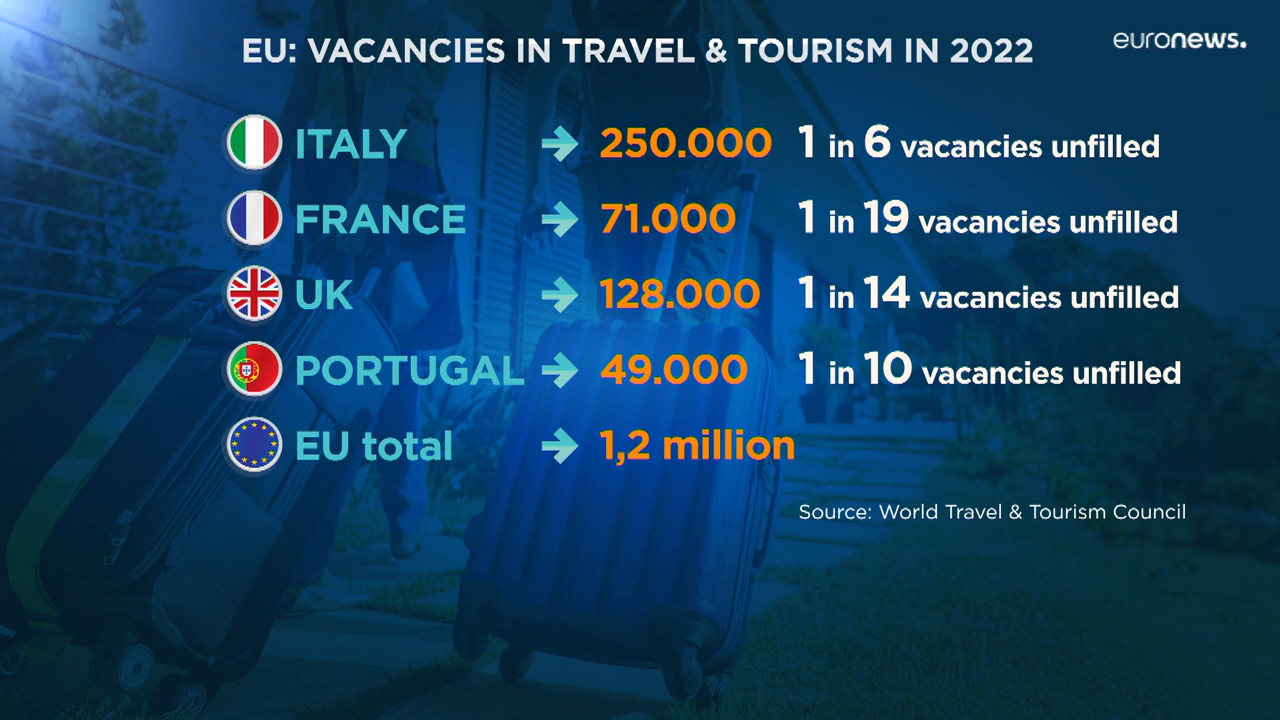 EU: VACANCIES IN TRAVEL & TOURISM IN 2022
euronews.
ITALY → 250.000 1 in 6 vacancies unfilled
FRANCE → 71.000 1 in 19 vacancies unfilled
UK → 128.000 1 in 14 vacancies unfilled
PORTUGAL → 49.000 1 in 10 vacancies unfilled
EU total → 1,2 million
Source: World Travel & Tourism Council